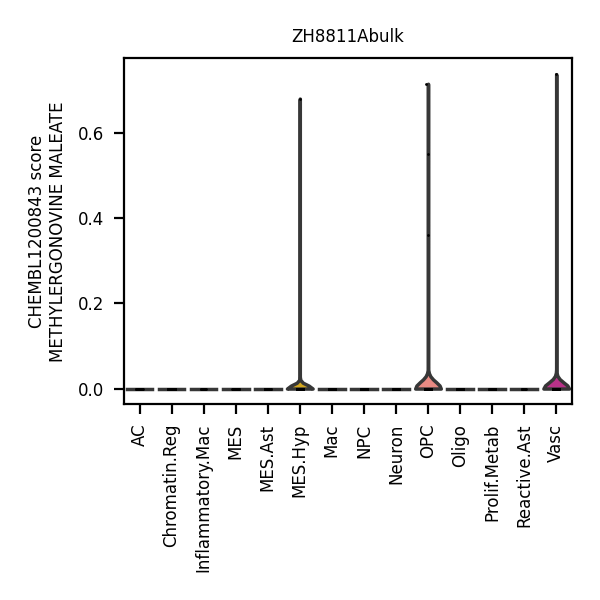 ZH8811Abulk
CHEMBL1200843 score
METHYLERGONOVINE MALEATE
0.6
0.4
0.2
0.0
AC
Chromatin.Reg
Inflammatory.Mac
MES
MES.Ast
MES.Hyp
Mac
NPC
Neuron
OPC
Oligo
Prolif.Metab
Reactive.Ast
Vasc